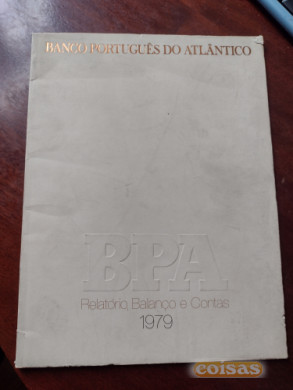 BANCO PORTUGUÊS DO ATLÂNTICO
BPA
Relatório, Balanço e Contas
1979
coisas